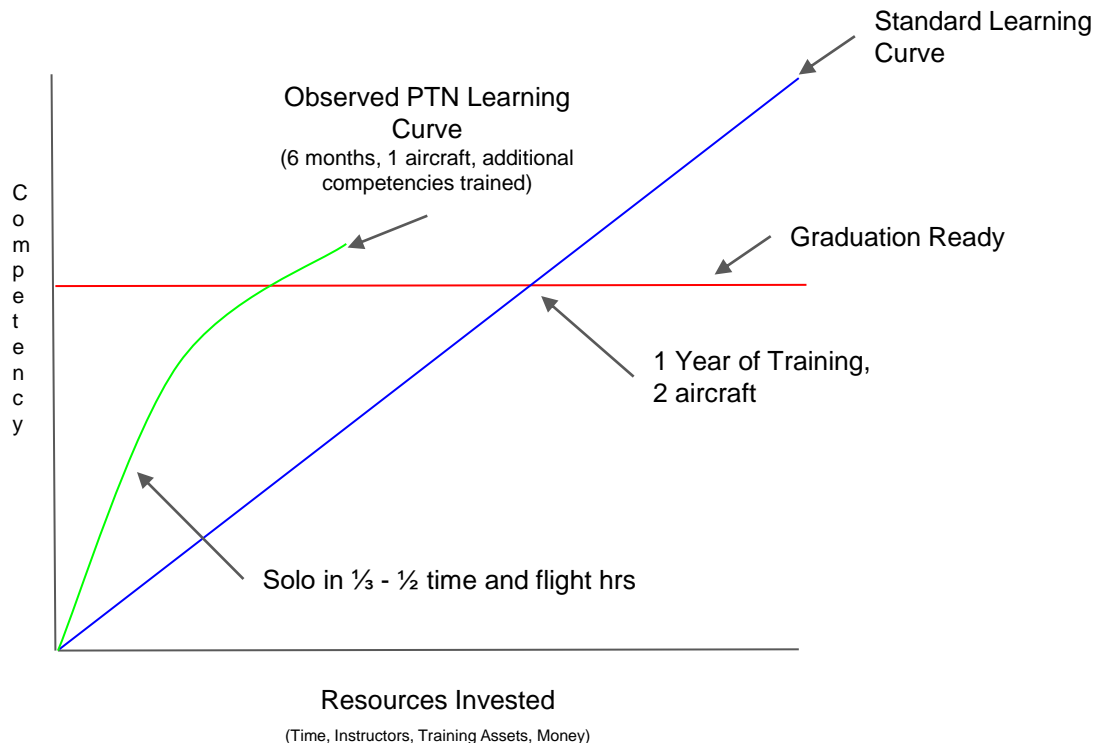 Standard Learning
Curve
Observed PTN Learning
Curve
(6 months, 1 aircraft, additional
competencies trained)
Competency
Graduation Ready
1 Year of Training,
2 aircraft
Solo in ⅓ - ½ time and flight hrs
Resources Invested
(Time, Instructors, Training Assets, Money)